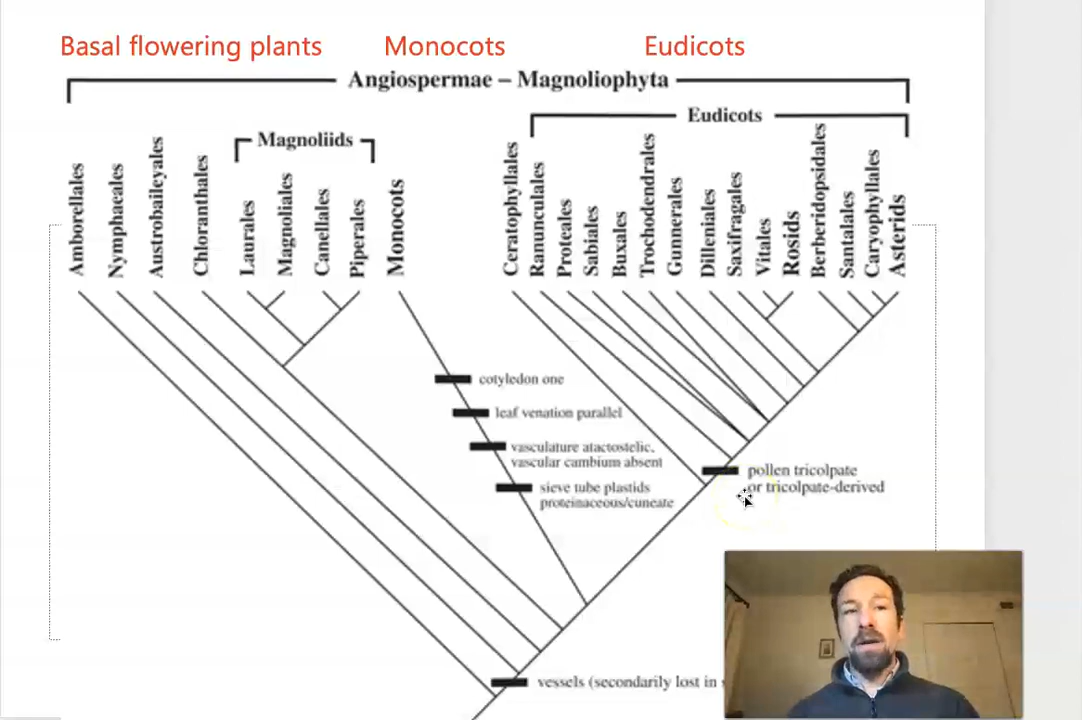 Basal flowering plants
Monocots
Eudicots
Angiospermae – Magnoliophyta
Eudicots
Magnoliids
Amborellales
Nymphaeales
Austrobaileyales
Chloranthales
Laurales
Magnoliales
Canellales
Piperales
Monocots
Ceratophyllales
Ranunculales
Proteales
Sabiales
Buxales
Trochodendrales
Gunnerales
Dilleniales
Saxifragales
Vitales
Rosids
Berberidopsidales
Santalales
Caryophyllales
Asterids
cotyledon one
leaf venation parallel
vasculature atactostelic,
vascular cambium absent
sieve tube plastids
proteinaceous/cuneate
pollen tricolpate
or tricolpate-derived
vessels (secondarily lost in